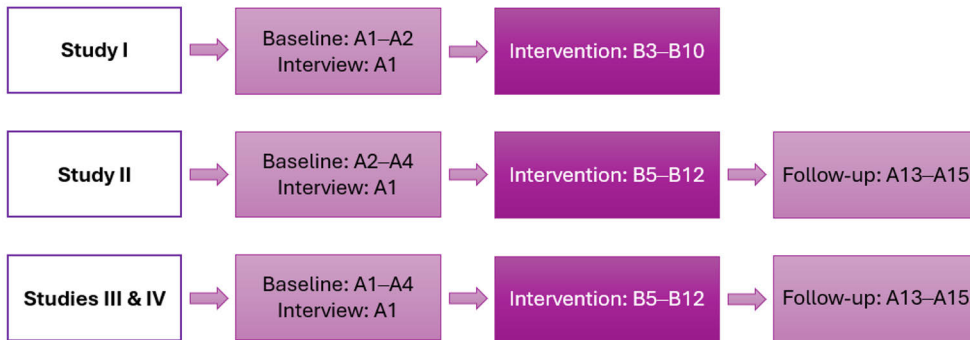 Study I
Baseline: A1–A2
Interview: A1
Intervention: B3–B10
Study II
Baseline: A2–A4
Interview: A1
Intervention: B5–B12
Follow-up: A13–A15
Studies III & IV
Baseline: A1–A4
Interview: A1
Intervention: B5–B12
Follow-up: A13–A15